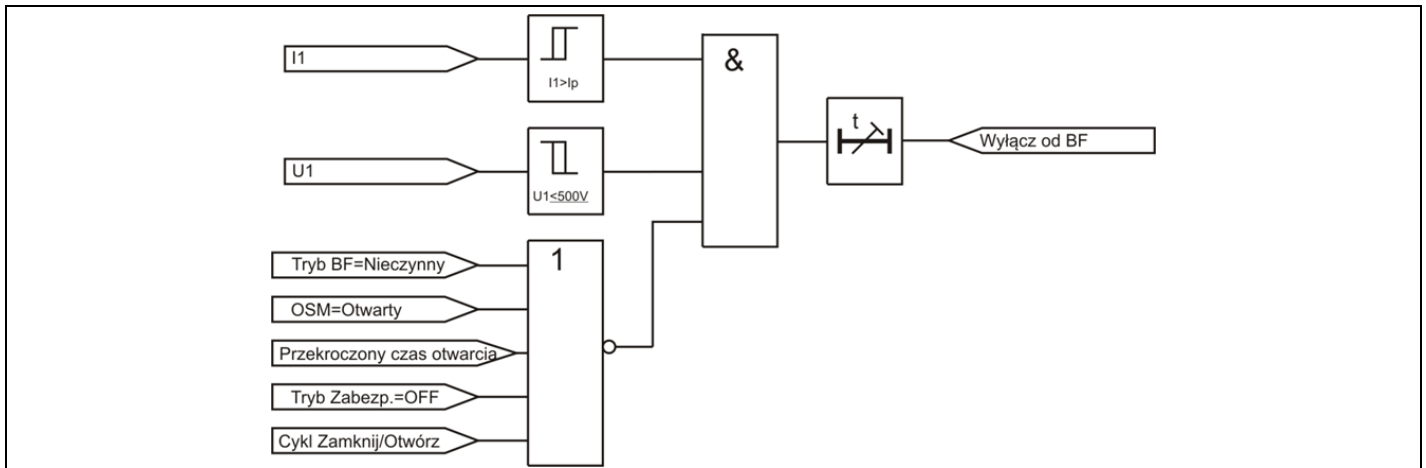 I1
I1>Ip
&
t
Wyłącz od BF
U1
U1≤500V
Tryb BF=Nieczynny
1
OSM=Otwarty
Przekroczony czas otwarcia
Tryb Zabezp.=OFF
Cykl Zamknij/Otwórz